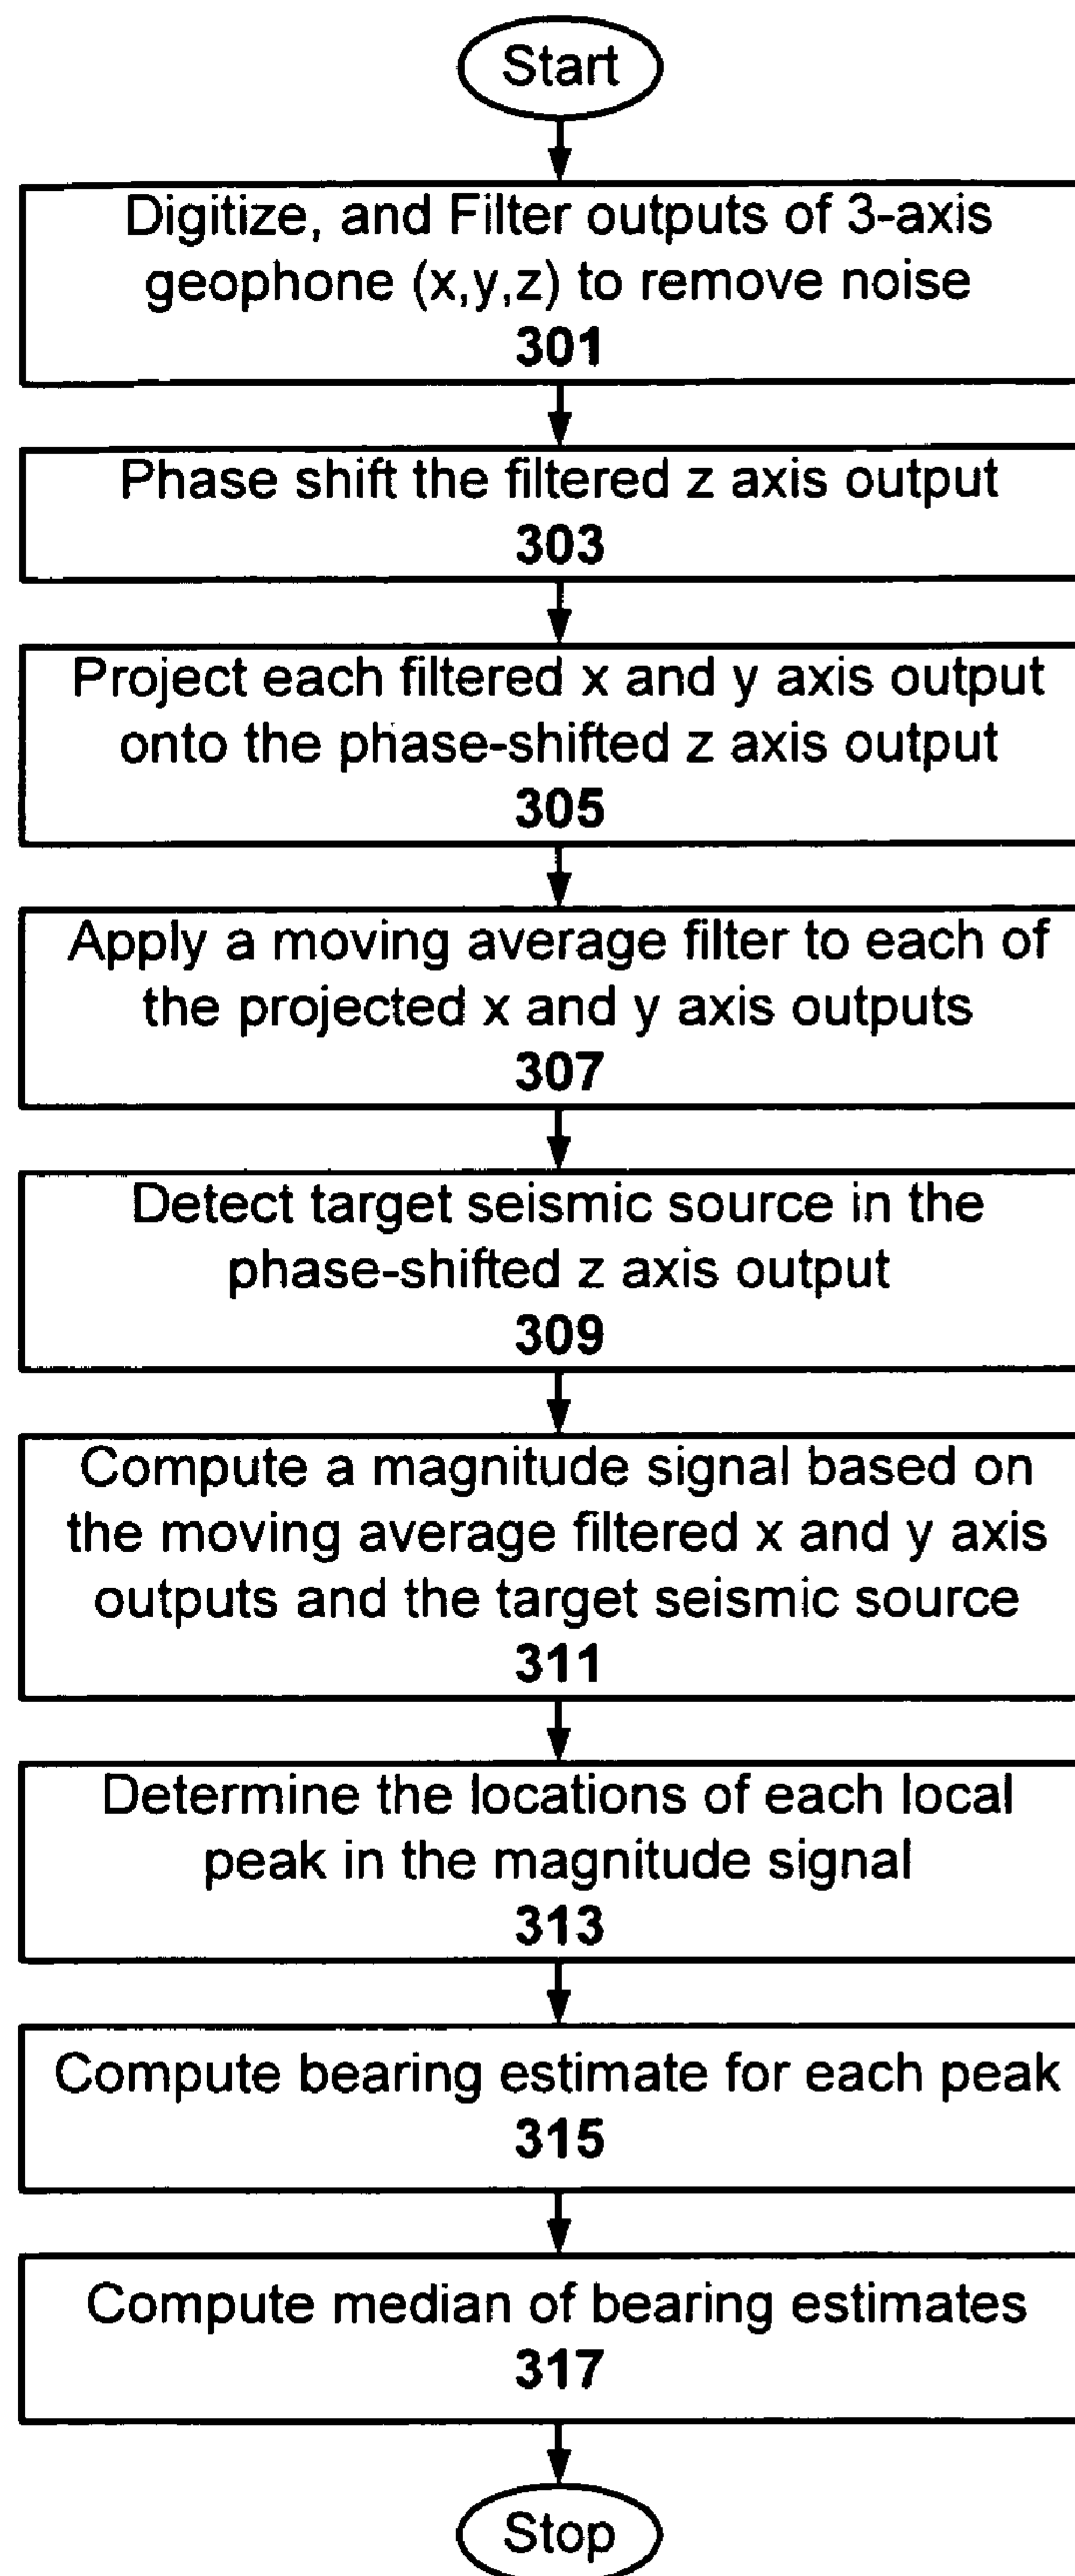 Start
Digitize, and Filter outputs of 3-axis
geophone (x,y,z) to remove noise
301
Phase shift the filtered z axis output
303
Project each filtered x and y axis output
onto the phase-shifted z axis output
305
Apply a moving average filter to each of
the projected x and y axis outputs
307
Detect target seismic source in the
phase-shifted z axis output
309
Compute a magnitude signal based on
the moving average filtered x and y axis
outputs and the target seismic source
311
Determine the locations of each local
peak in the magnitude signal
313
Compute bearing estimate for each peak
315
Compute median of bearing estimates
317
Stop